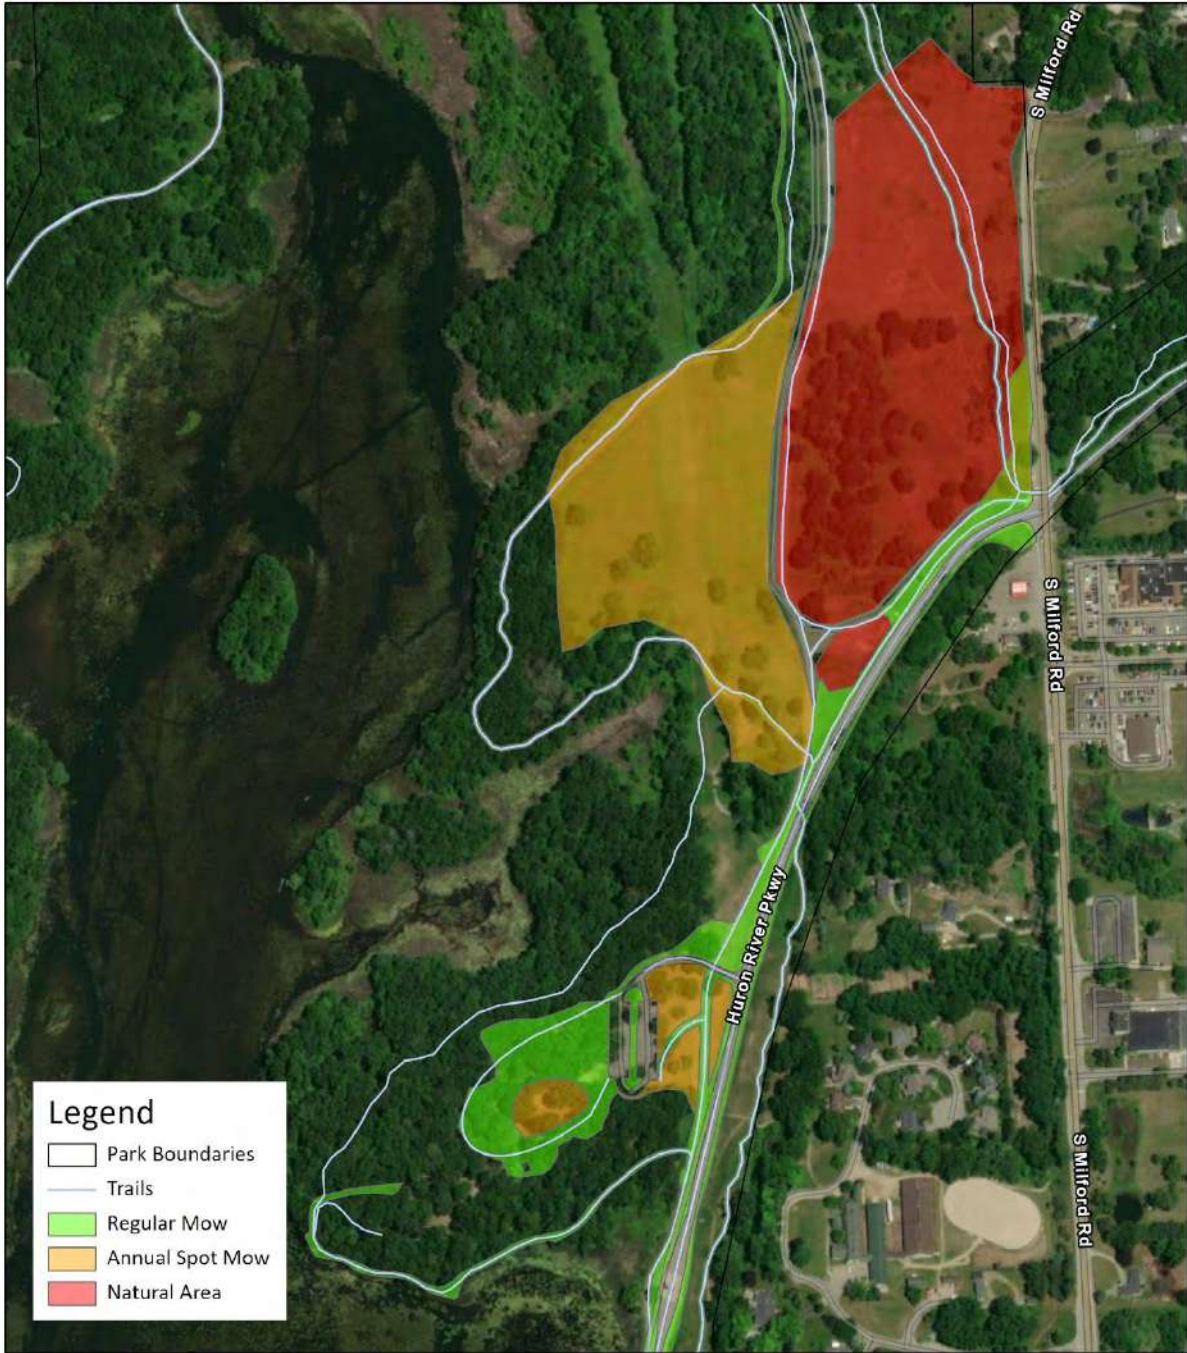 S Milford Rd
S Milford Rd
Huron River Pkwy
S Milford Rd
Legend
Park Boundaries
Trails
Regular Mow
Annual Spot Mow
Natural Area